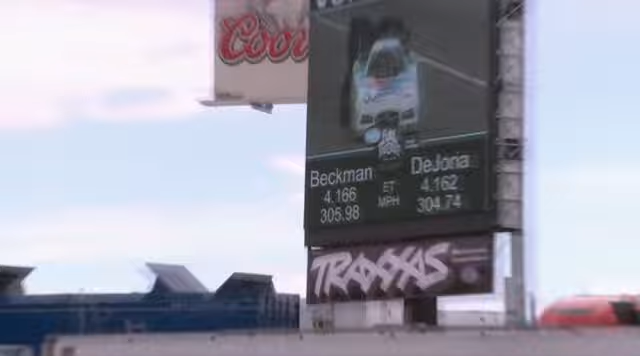 Coors
Beckman DeJoria
4.166 ET 4.162
305.98 MPH 304.74
TRAXXAS